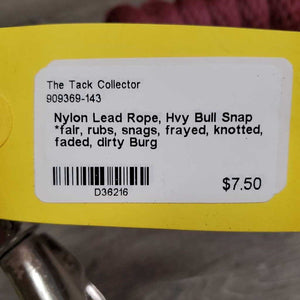 The Tack Collector
909369-143
Nylon Lead Rope, Hvy Bull Snap
*fair, rubs, snags, frayed, knotted,
faded, dirty Burg
D36216
$7.50